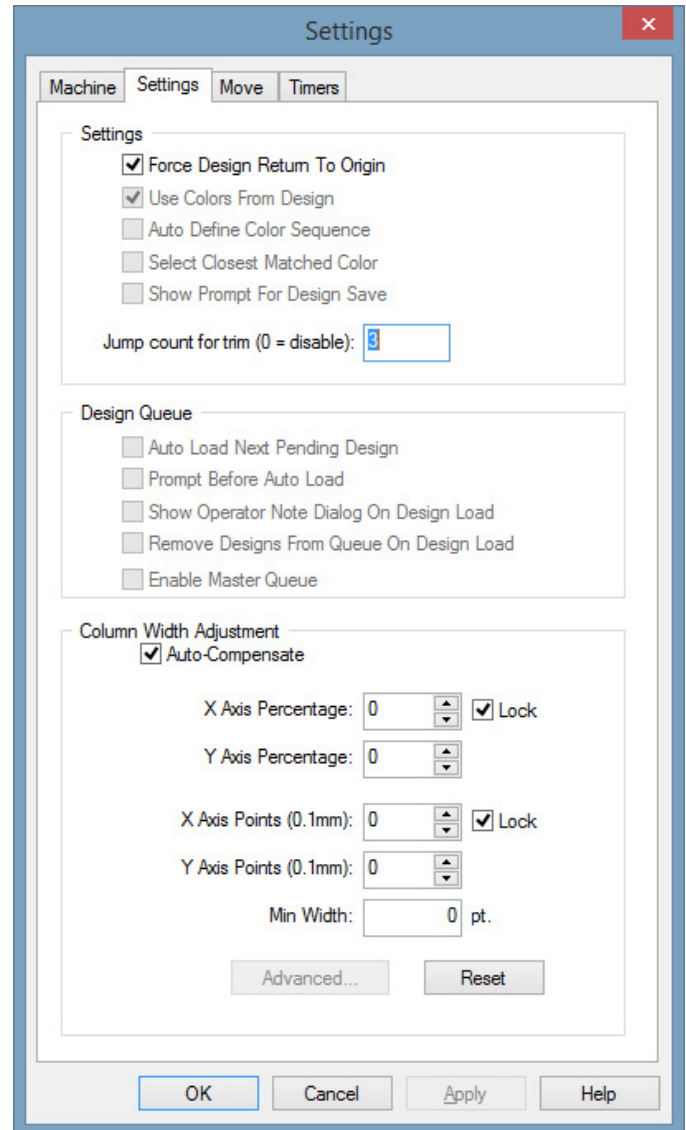 Settings
×
Machine Settings Move Timers
Settings
Force Design Return To Origin
Use Colors From Design
Auto Define Color Sequence
Select Closest Matched Color
Show Prompt For Design Save
Jump count for trim (0 = disable): 3
Design Queue
Auto Load Next Pending Design
Prompt Before Auto Load
Show Operator Note Dialog On Design Load
Remove Designs From Queue On Design Load
Enable Master Queue
Column Width Adjustment
Auto-Compensate
X Axis Percentage: 0 Lock
Y Axis Percentage: 0
X Axis Points (0.1mm): 0 Lock
Y Axis Points (0.1mm): 0
Min Width: 0 pt.
Advanced... Reset
OK Cancel Apply Help